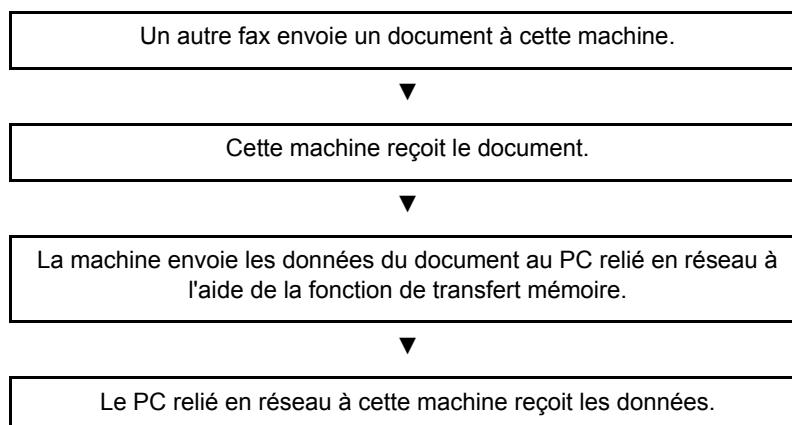 Un autre fax envoie un document à cette machine.
▼
Cette machine reçoit le document.
▼
La machine envoie les données du document au PC relié en réseau à
l'aide de la fonction de transfert mémoire.
▼
Le PC relié en réseau à cette machine reçoit les données.